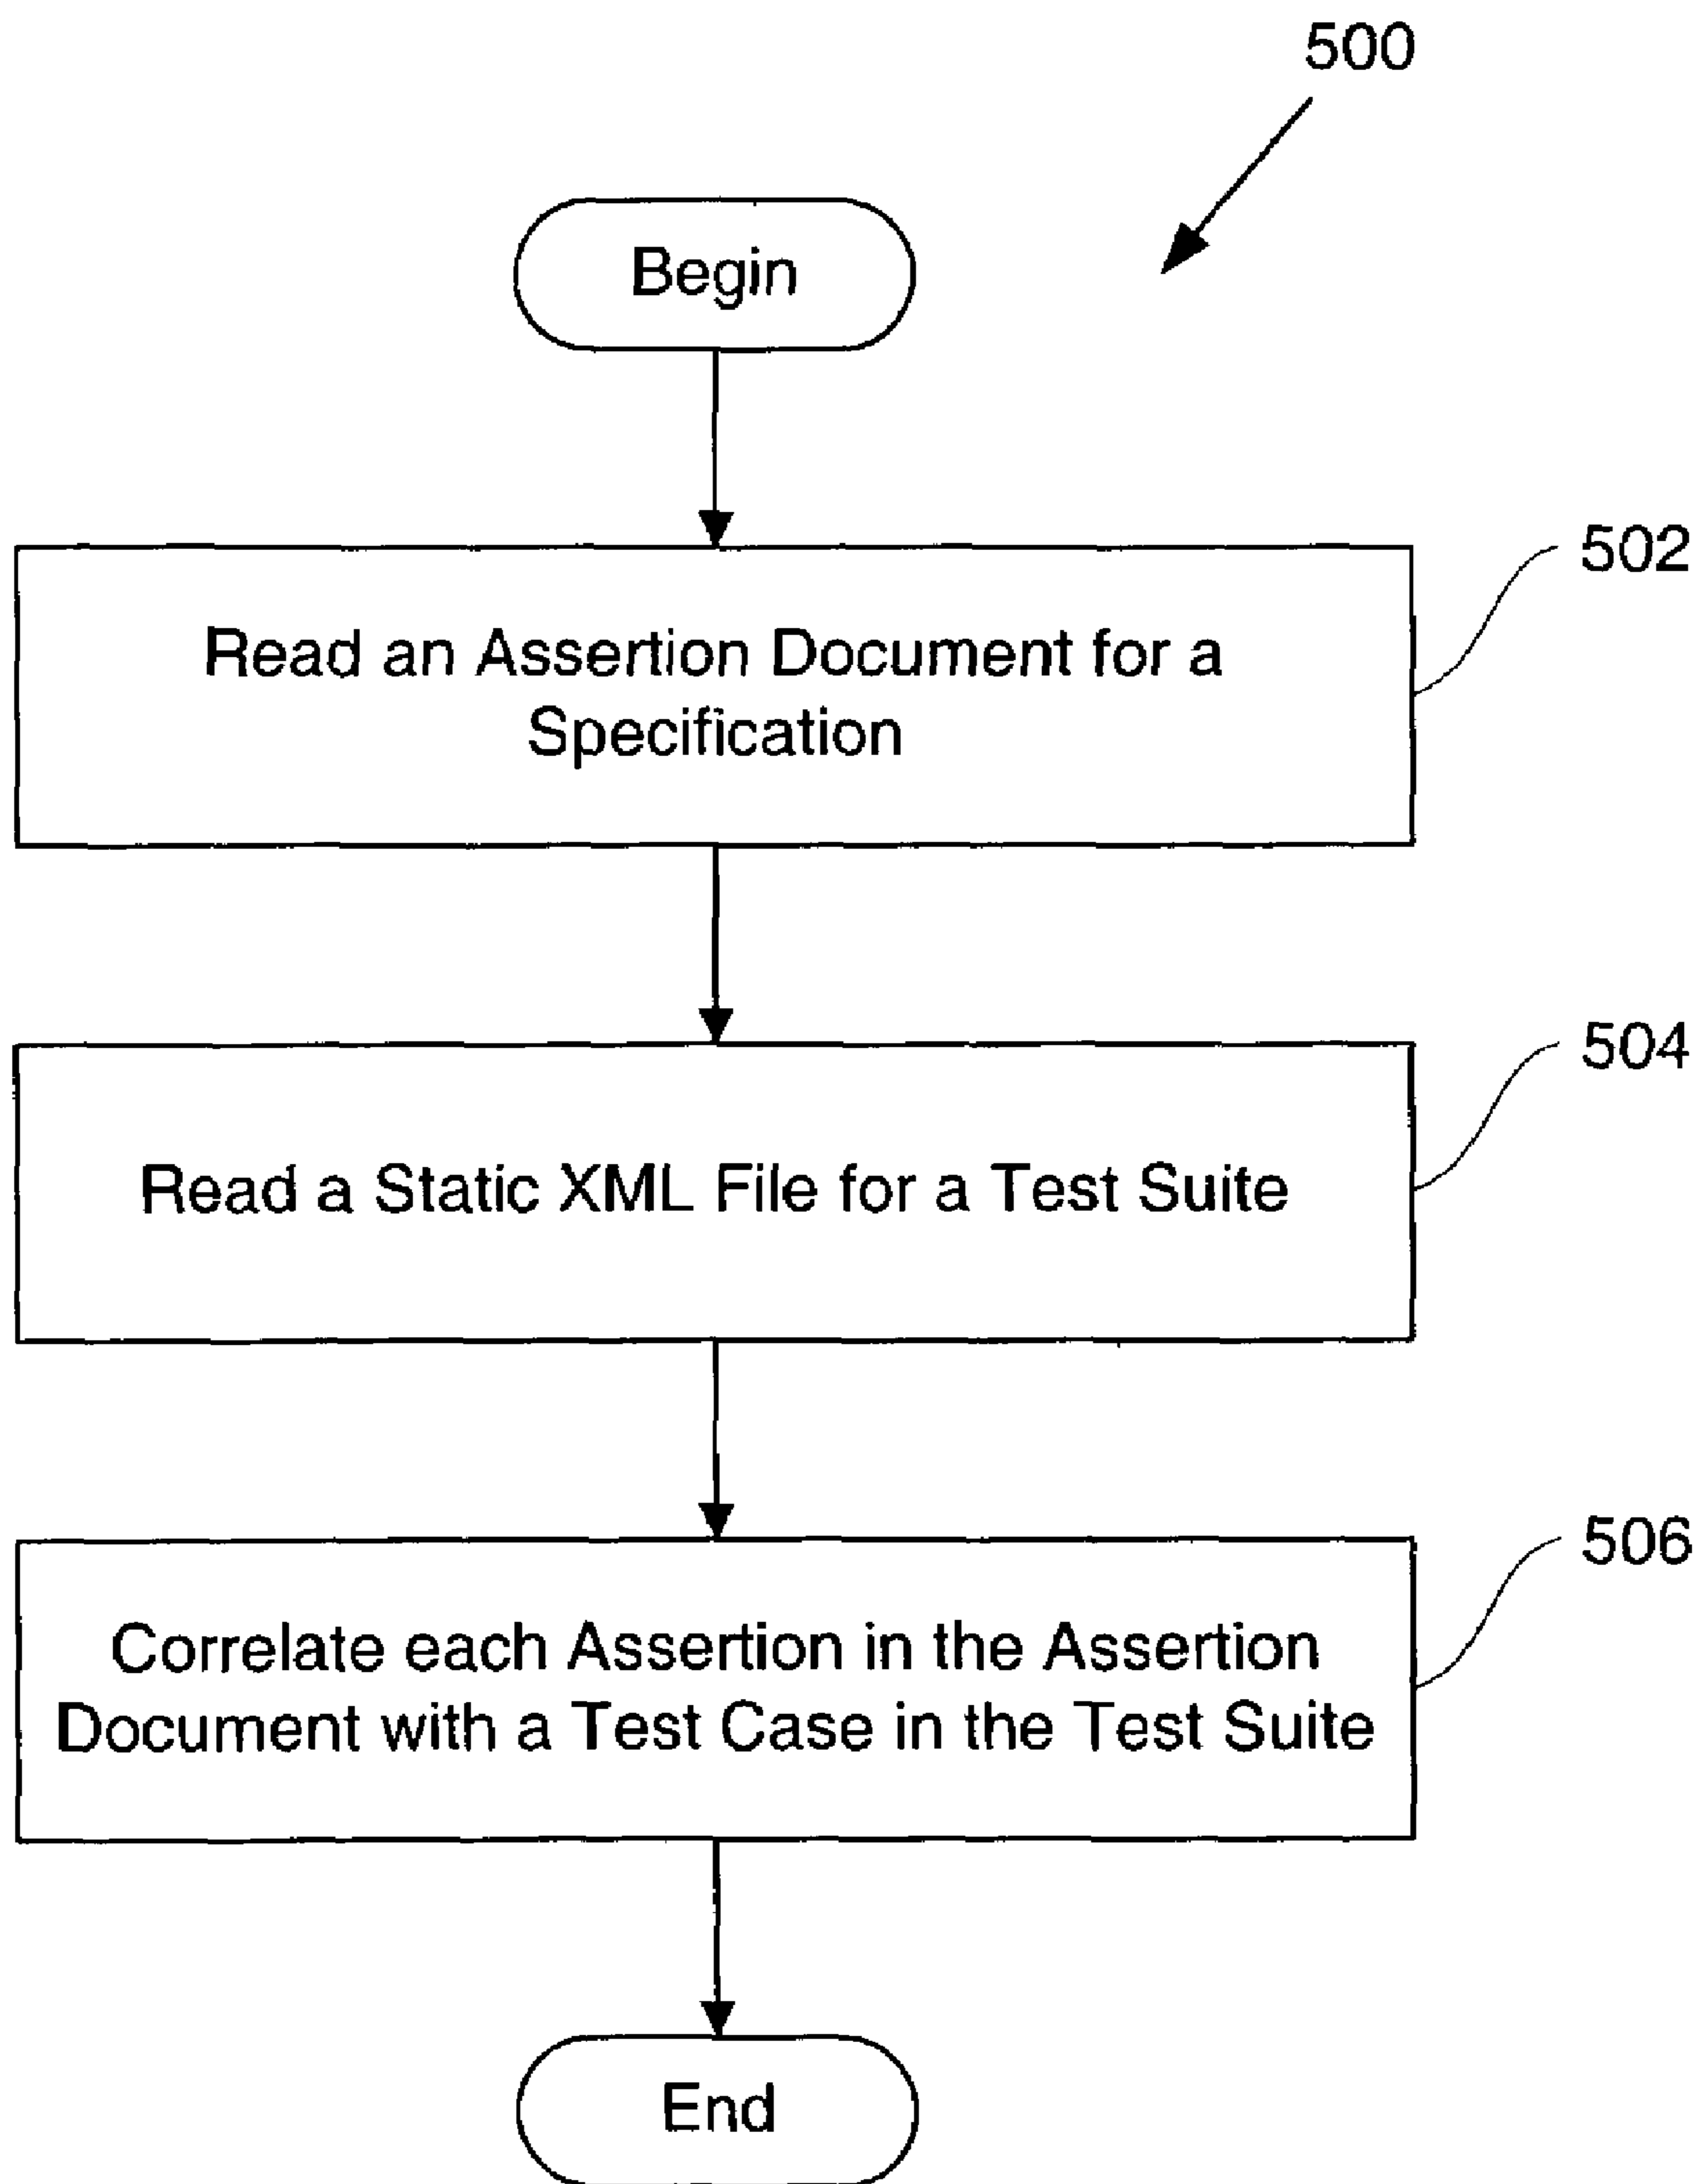 500
Begin
502
Read an Assertion Document for a
Specification
504
Read a Static XML File for a Test Suite
506
Correlate each Assertion in the Assertion
Document with a Test Case in the Test Suite
End